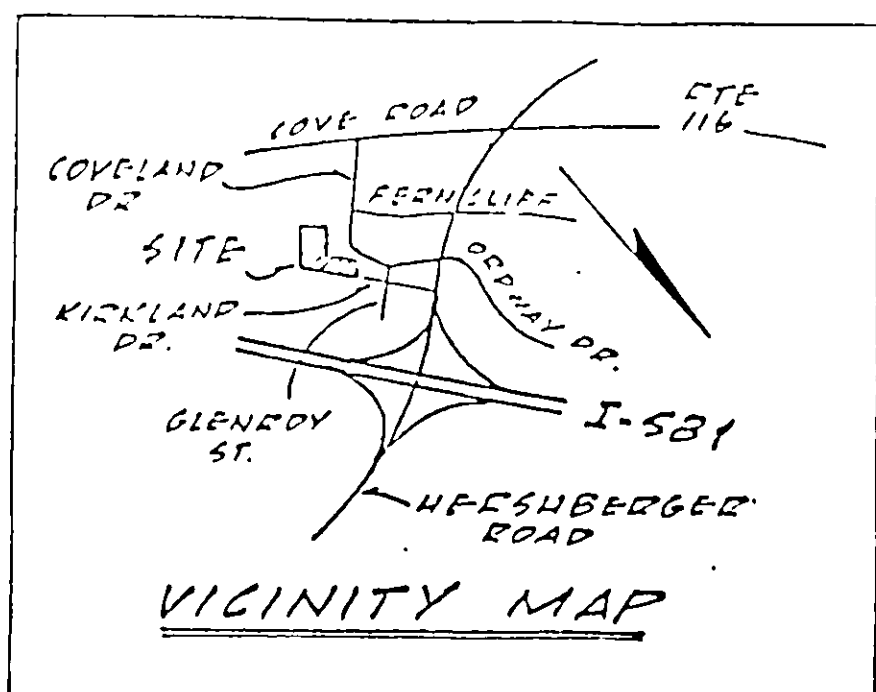 COVE ROAD
RTE
116
COVELAND
DR
FERNCLIFF
SITE
ORDWAY DR.
KIRKLAND
DR.
GLENROY
ST.
I-581
HERSHBERGER
ROAD
VICINITY MAP